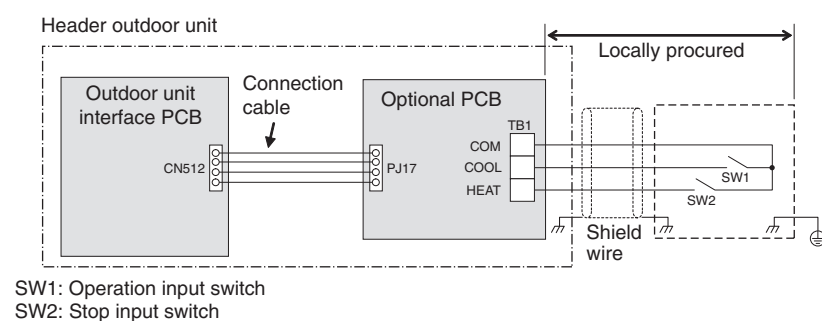 Header outdoor unit
Locally procured
Outdoor unit
interface PCB
Connection
cable
Optional PCB
TB1
COM
CN512
PJ17
COOL
SW1
HEAT
SW2
Shield
wire
SW1: Operation input switch
SW2: Stop input switch